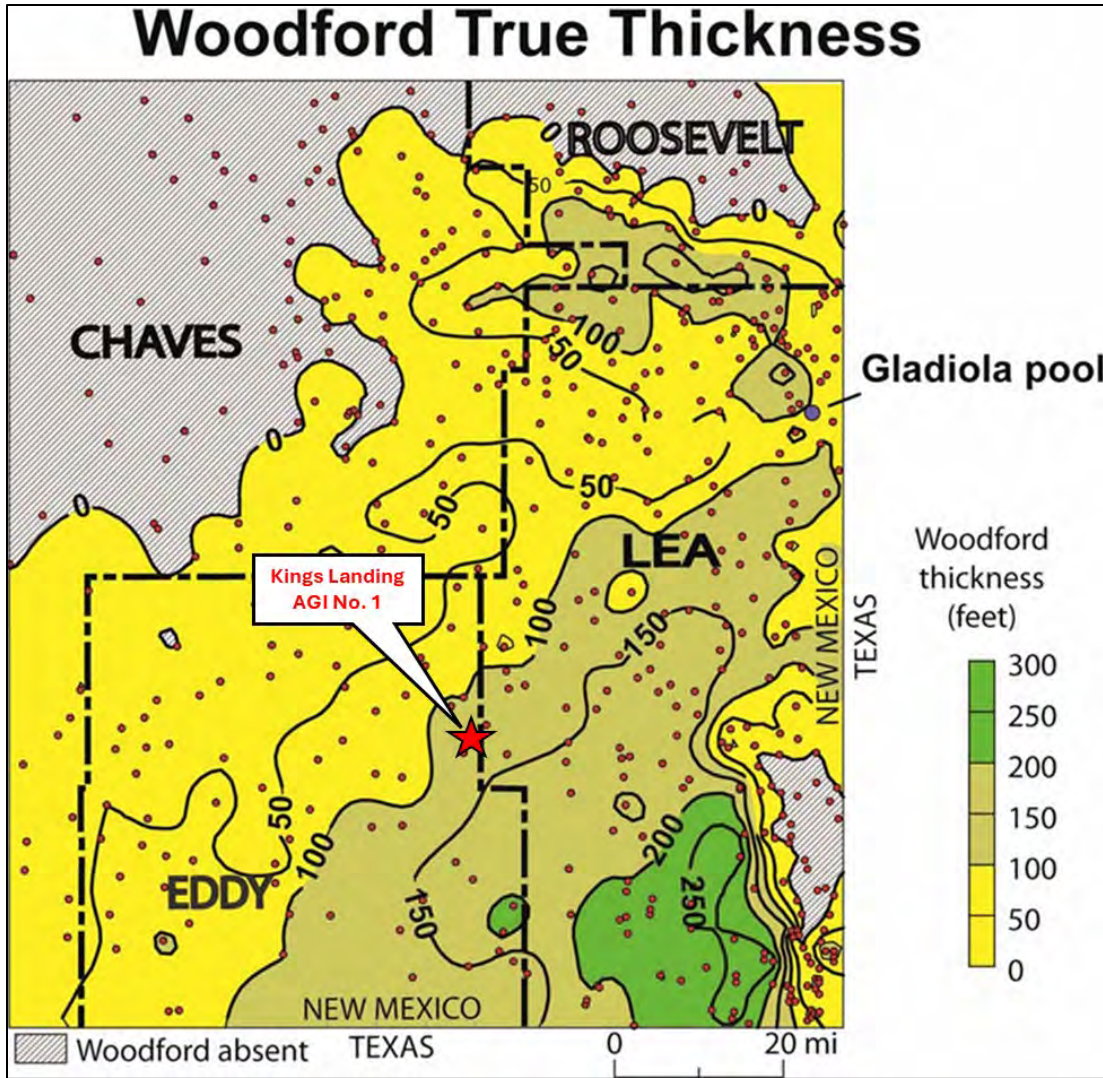 Woodford True Thickness
ROOSEVELT
0
50
0
CHAVES
100
50
Gladiola pool
0
50
50
0
LEA
Kings Landing
AGI No. 1
100
150
NEW MEXICO
TEXAS
Woodford
thickness
(feet)
300
250
200
150
100
50
0
50
100
200
EDDY
250
150
NEW MEXICO
Woodford absent
TEXAS
0
20 mi